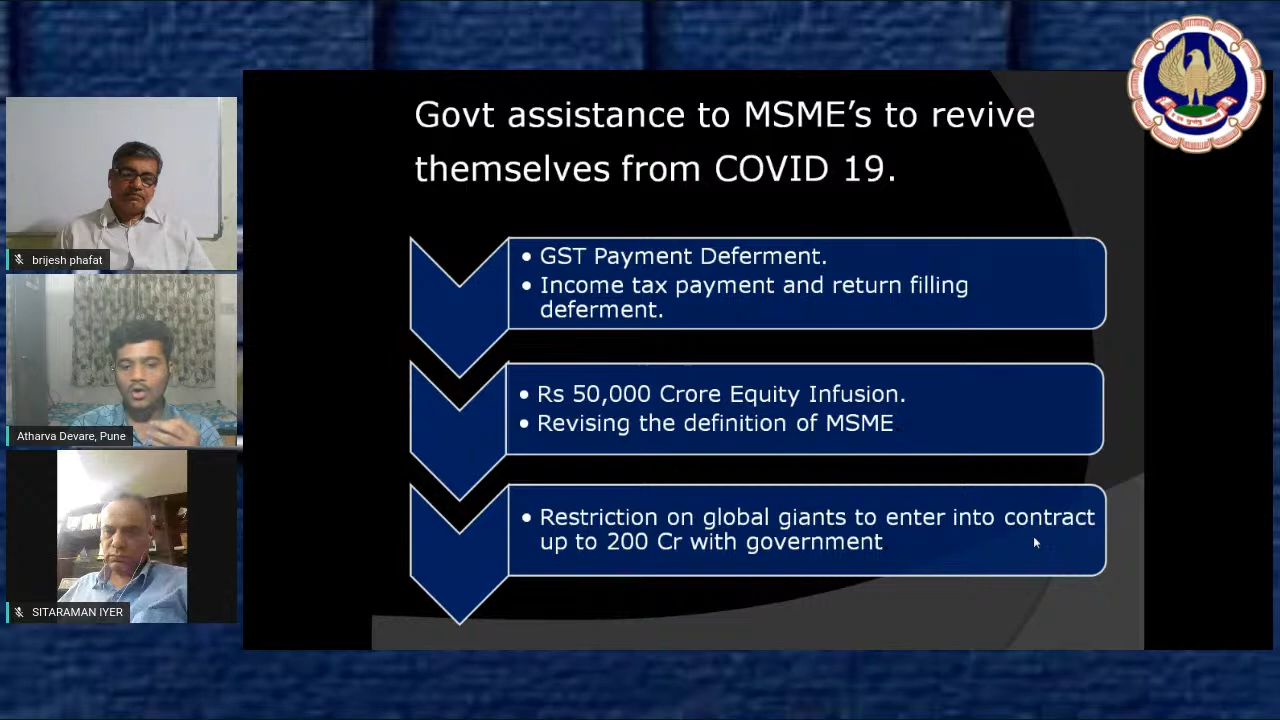 Govt assistance to MSME's to revive
themselves from COVID 19.
• GST Payment Deferment.
• Income tax payment and return filling
deferment.
• Rs 50,000 Crore Equity Infusion.
• Revising the definition of MSME.
• Restriction on global giants to enter into contract
up to 200 Cr with government.
brijesh phafat
Atharva Devare, Pune
SITARAMAN IYER